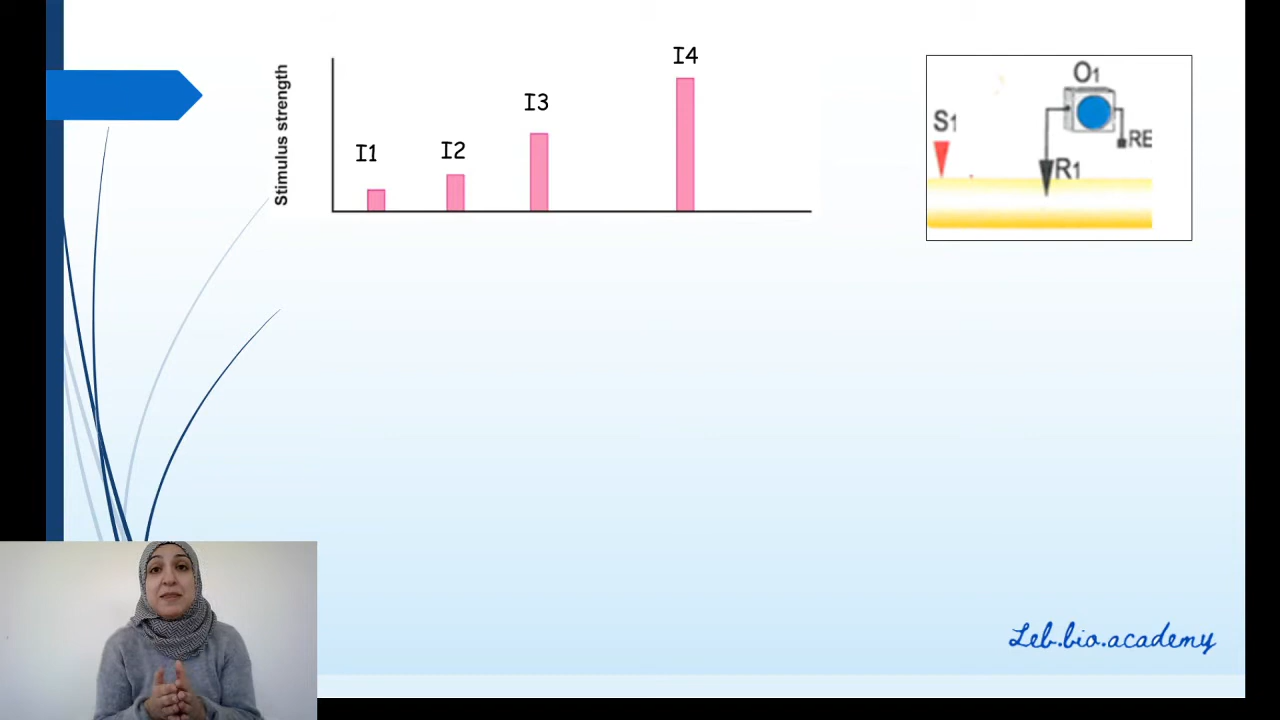 Stimulus strength
I1
I2
I3
I4
O1
S1
RE
R1
Leb.bio.academy